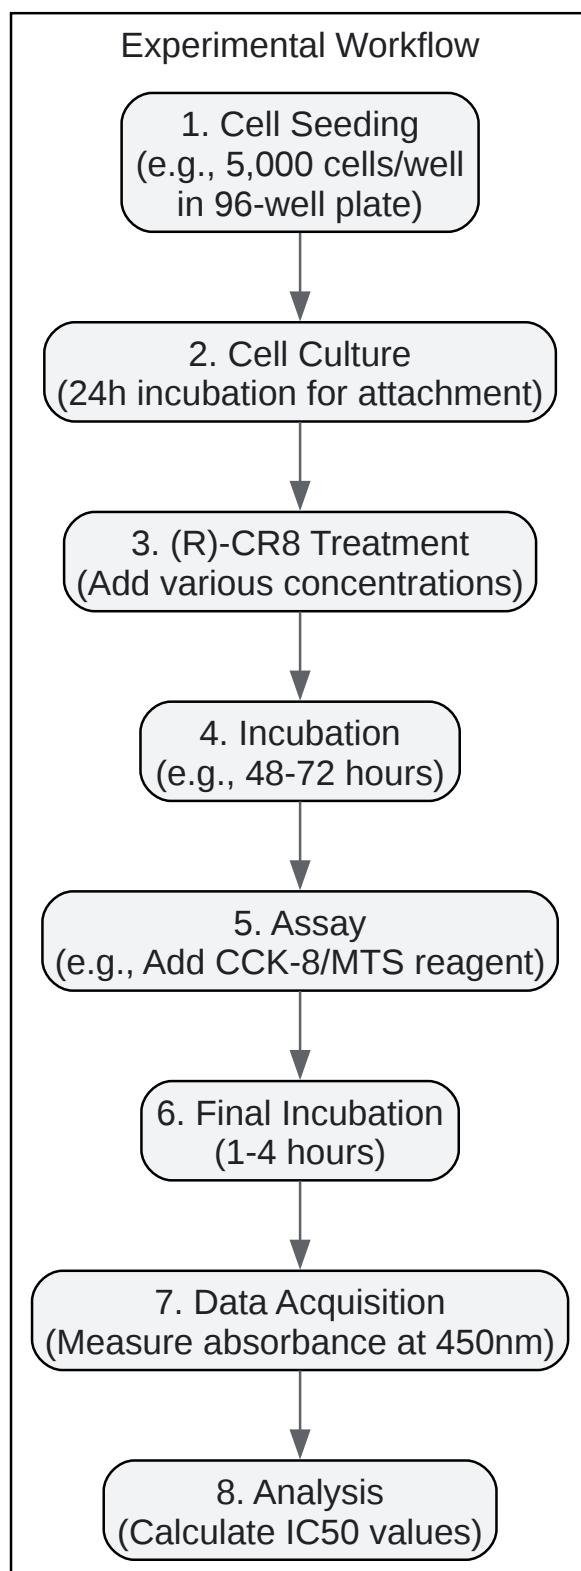 Experimental Workflow
1. Cell Seeding
(e.g., 5,000 cells/well
in 96-well plate)
2. Cell Culture
(24h incubation for attachment)
3. (R)-CR8 Treatment
(Add various concentrations)
4. Incubation
(e.g., 48-72 hours)
5. Assay
(e.g., Add CCK-8/MTS reagent)
6. Final Incubation
(1-4 hours)
7. Data Acquisition
(Measure absorbance at 450nm)
8. Analysis
(Calculate IC50 values)